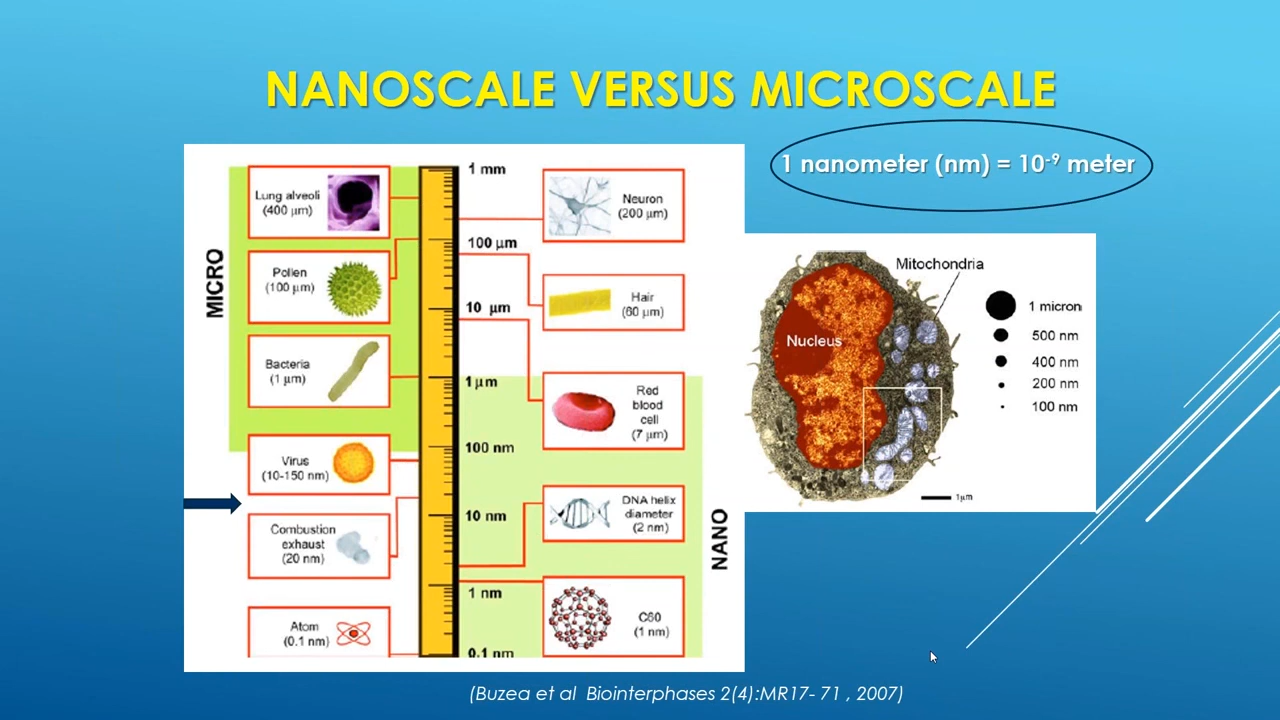 NANOSCALE VERSUS MICROSCALE
1 nanometer (nm) = 10⁻⁹ meter
MICRO
Lung alveoli
(400 μm)
Pollen
(100 μm)
Bacteria
(1 μm)
Virus
(10-150 nm)
Combustion
exhaust
(20 nm)
Atom
(0.1 nm)
1 mm
100 μm
10 μm
1 μm
100 nm
10 nm
1 nm
0.1 nm
Neuron
(200 μm)
Hair
(60 μm)
Red
blood
cell
(7 μm)
DNA helix
diameter
(2 nm)
C60
(1 nm)
NANO
Mitochondria
Nucleus
1 micron
500 nm
400 nm
200 nm
100 nm
1μm
(Buzea et al Biointerphases 2(4):MR17- 71 , 2007)